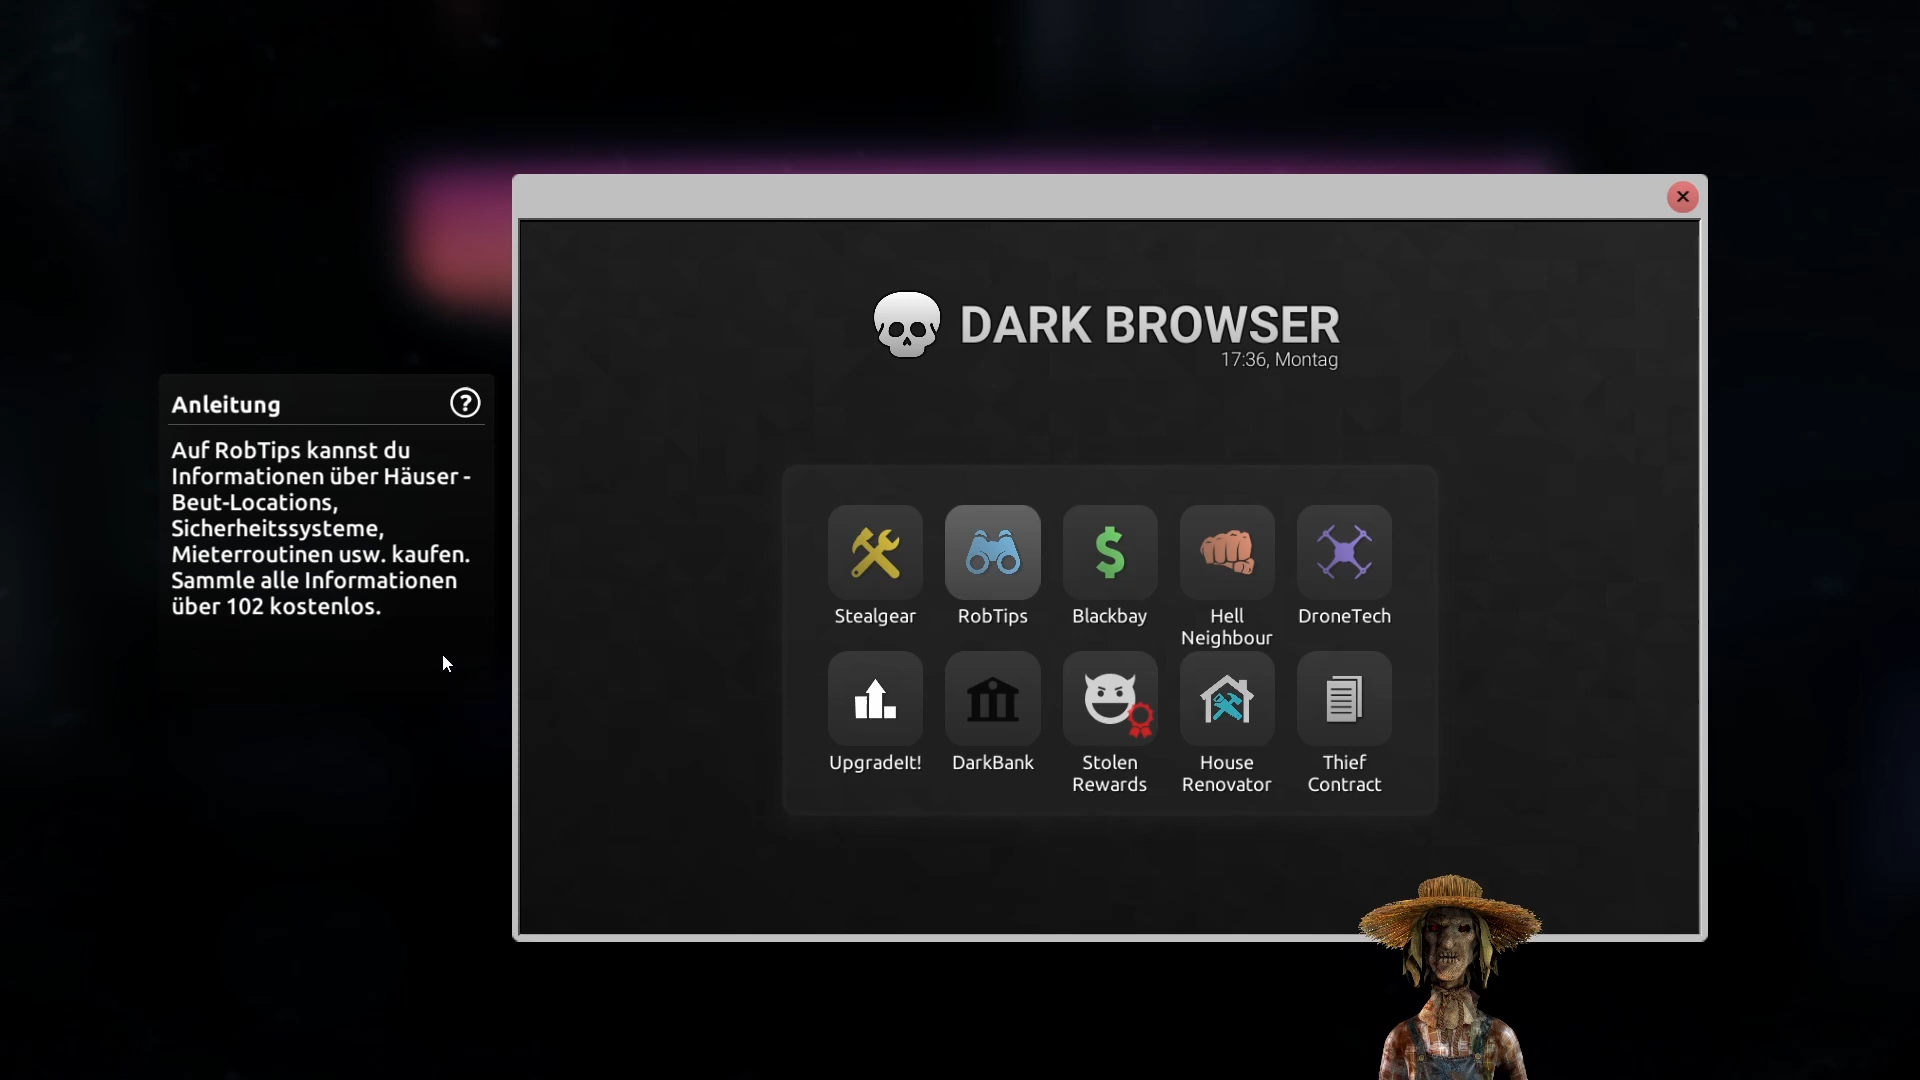 DARK BROWSER
17:36, Montag
Anleitung
?
Auf RobTips kannst du
Informationen über Häuser -
Beut-Locations,
Sicherheitssysteme,
Mieterroutinen usw. kaufen.
Sammle alle Informationen
über 102 kostenlos.
Stealgear
RobTips
Blackbay
Hell
Neighbour
DroneTech
UpgradeIt!
DarkBank
Stolen
Rewards
House
Renovator
Thief
Contract